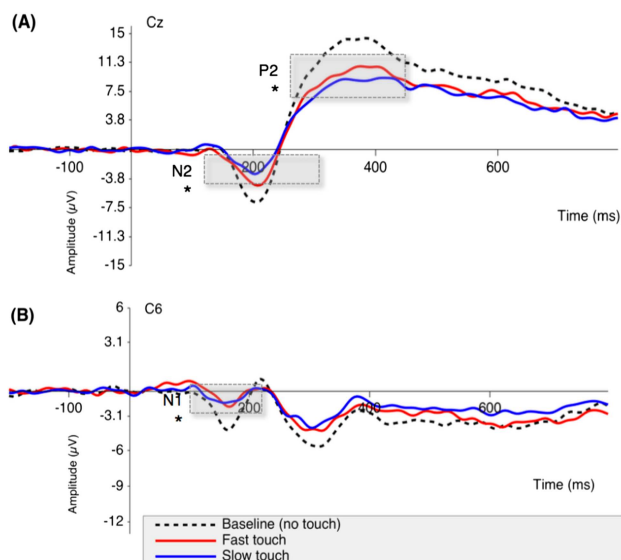 (A)
Cz
15
11.3
7.5
3.8
P2
*
-100
200
400
600
N2
*
-3.8
-7.5
-11.3
-15
Amplitude (µV)
Time (ms)
(B)
C6
6
3.1
-100
N1
*
200
400
600
-3.1
-6
-9
-12
Amplitude (µV)
Time (ms)
Baseline (no touch)
Fast touch
Slow touch